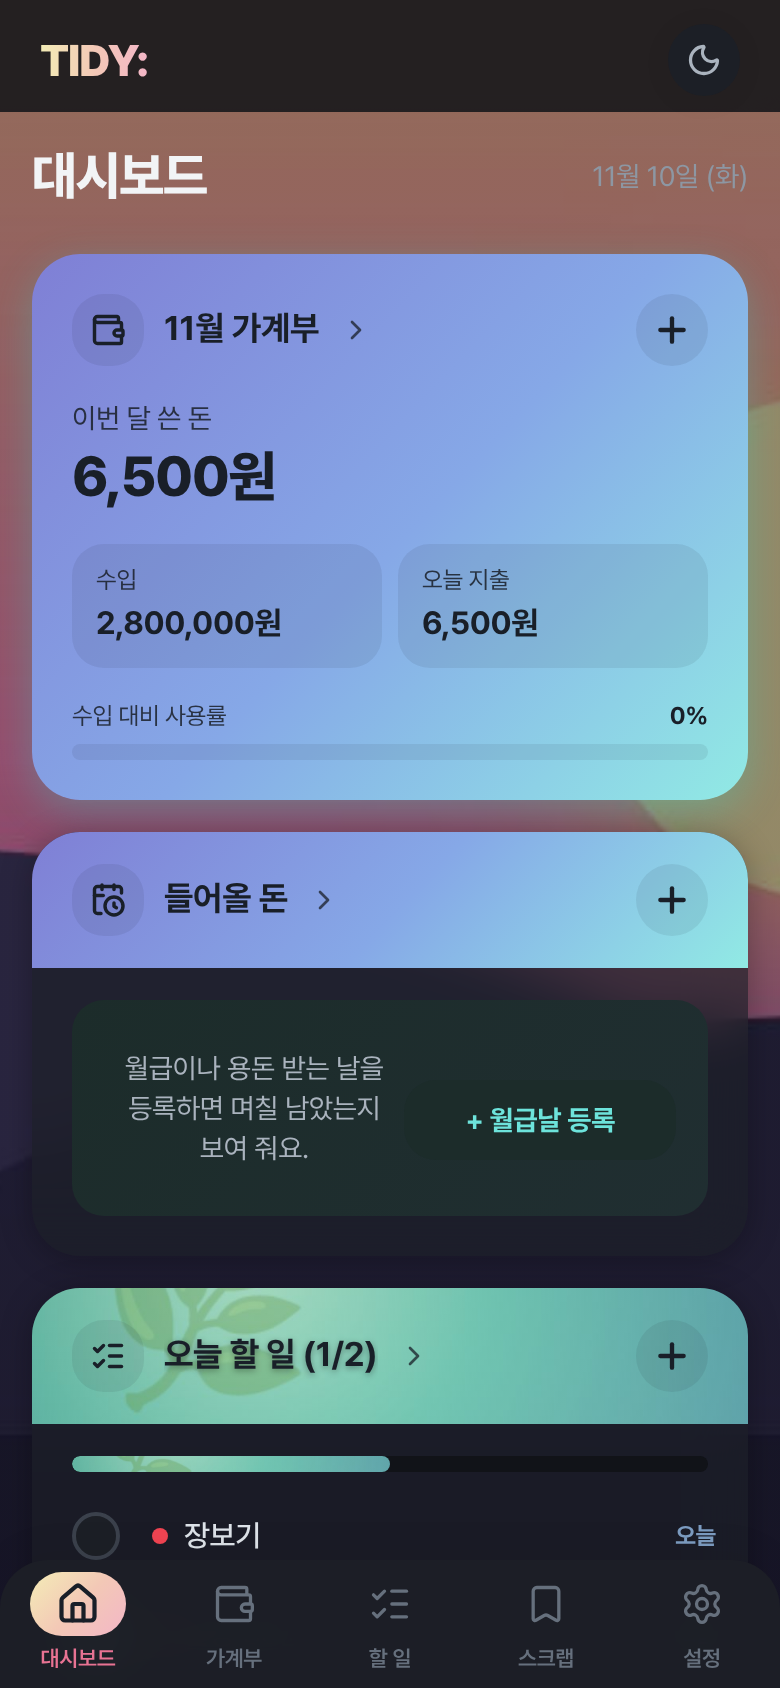 TIDY:
대시보드
11월 10일 (화)
11월 가계부
이번 달 쓴 돈
6,500원
수입
2,800,000원
오늘 지출
6,500원
수입 대비 사용률
0%
들어올 돈
월급이나 용돈 받는 날을
등록하면 며칠 남았는지
보여 줘요.
+ 월급날 등록
오늘 할 일 (1/2)
장보기
오늘
대시보드
가계부
할 일
스크랩
설정